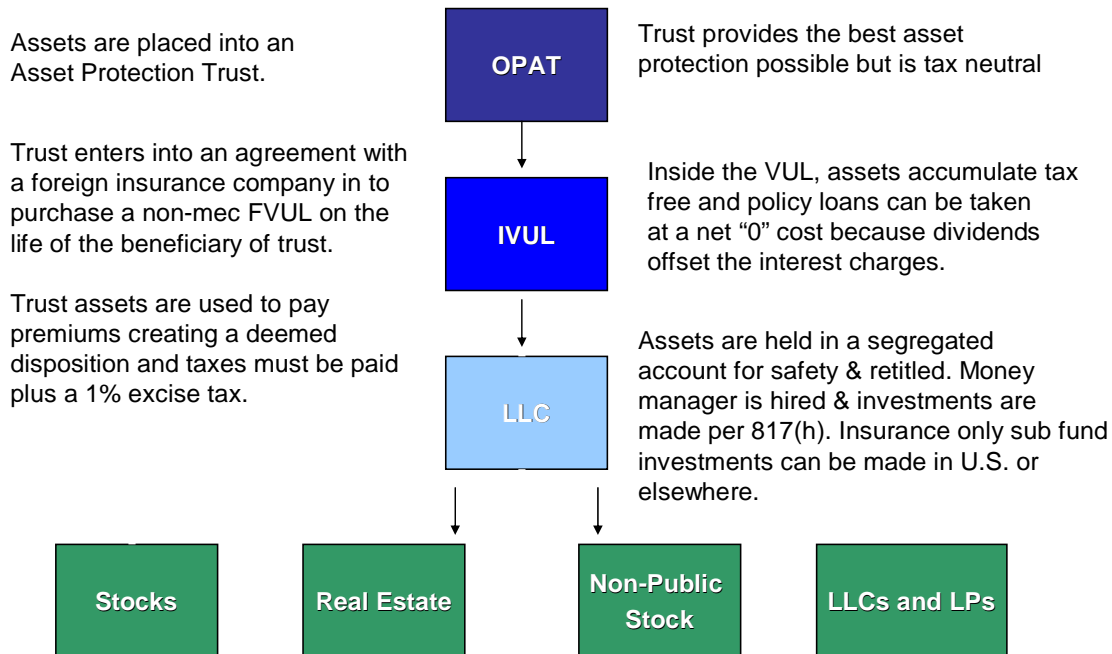 Assets are placed into an
Asset Protection Trust.
OPAT
Trust provides the best asset
protection possible but is tax neutral
Trust enters into an agreement with
a foreign insurance company in to
purchase a non-mec FVUL on the
life of the beneficiary of trust.
IVUL
Inside the VUL, assets accumulate tax
free and policy loans can be taken
at a net “0” cost because dividends
offset the interest charges.
Trust assets are used to pay
premiums creating a deemed
disposition and taxes must be paid
plus a 1% excise tax.
LLC
Assets are held in a segregated
account for safety & retitled. Money
manager is hired & investments are
made per 817(h). Insurance only sub fund
investments can be made in U.S. or
elsewhere.
Stocks
Real Estate
Non-Public
Stock
LLCs and LPs